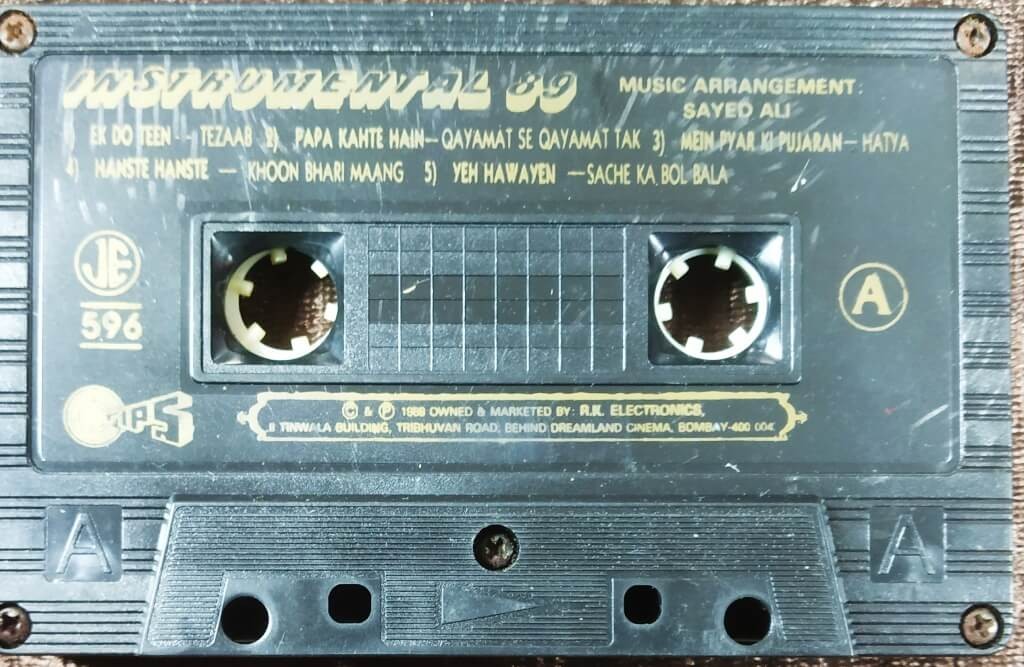 INSTRUMENTAL 89
MUSIC ARRANGEMENT:
SAYED ALI
1) EK DO TEEN -- TEZAAB 2) PAPA KAHTE HAIN— QAYAMAT SE QAYAMAT TAK 3) MEIN PYAR KI PUJARAN— HATYA
4) HANSTE HANSTE — KHOON BHARI MAANG 5) YEH HAWAYEN —SACHE KA BOL BALA
JE
596
A
© & ℗ 1988 OWNED & MARKETED BY: ELECTRONICS,
TINWALA BUILDING, TRIBHUVAN ROAD, BEHIND DREAMLAND CINEMA, BOMBAY-400 004
A
A